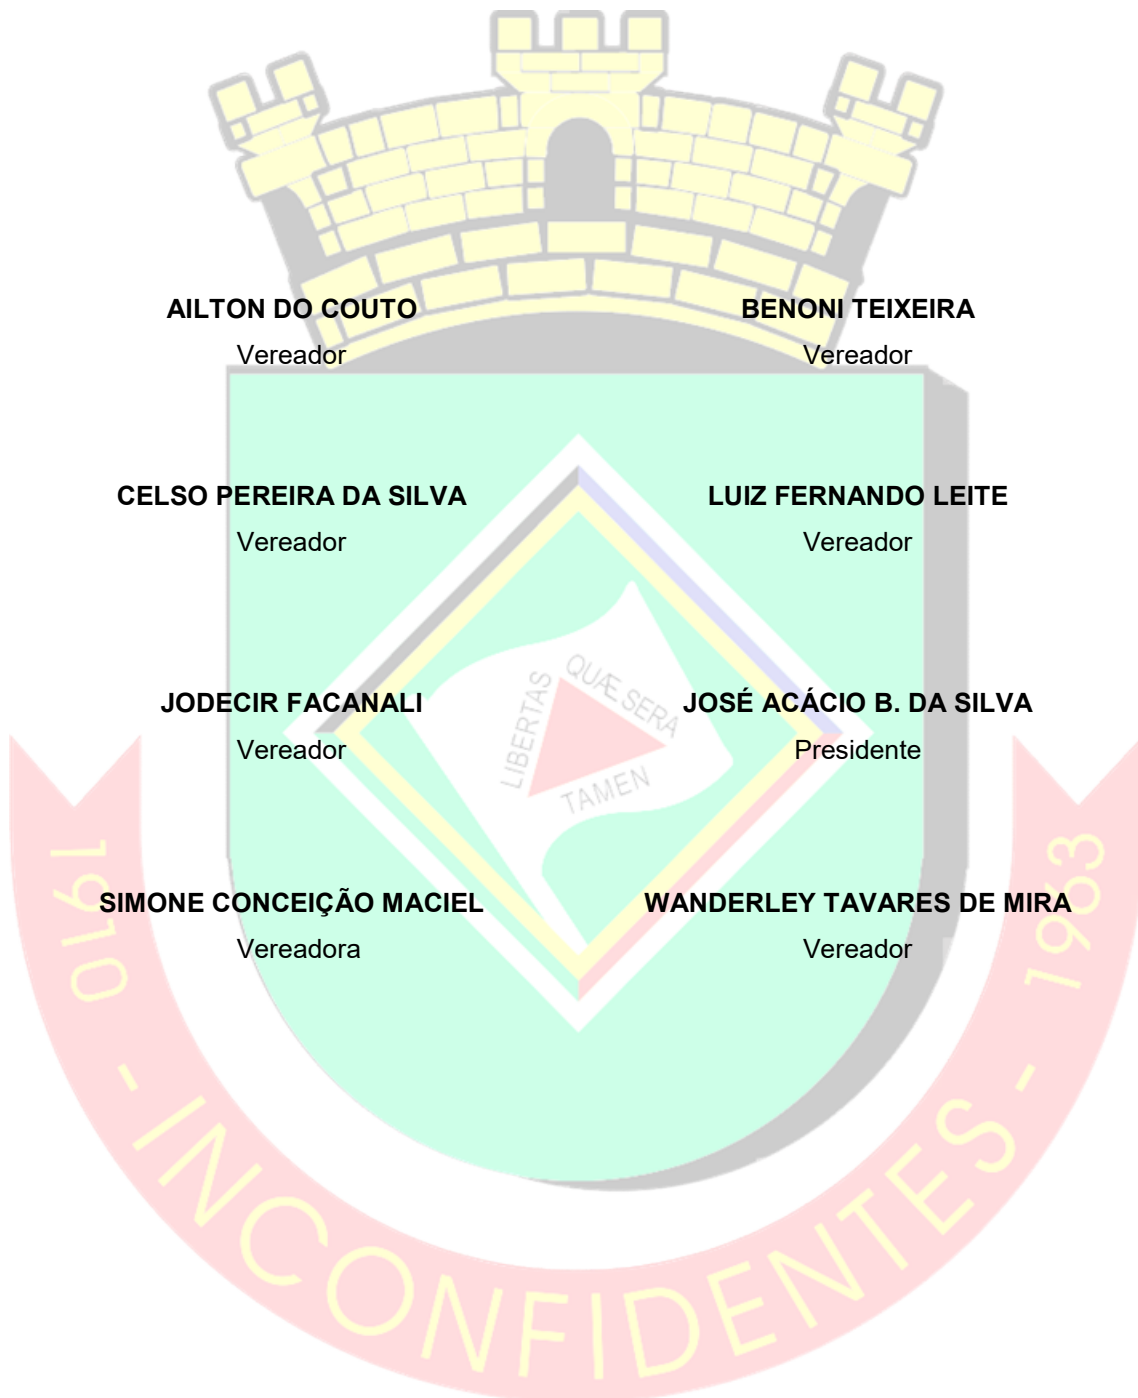 AILTON DO COUTO
Vereador
BENONI TEIXEIRA
Vereador
CELSO PEREIRA DA SILVA
Vereador
LUIZ FERNANDO LEITE
Vereador
LIBERTAS QUÆ SERA TAMEN
JODECIR FACANALI
Vereador
JOSÉ ACÁCIO B. DA SILVA
Presidente
SIMONE CONCEIÇÃO MACIEL
Vereadora
WANDERLEY TAVARES DE MIRA
Vereador
1910 - INCONFIDENTES - 1963